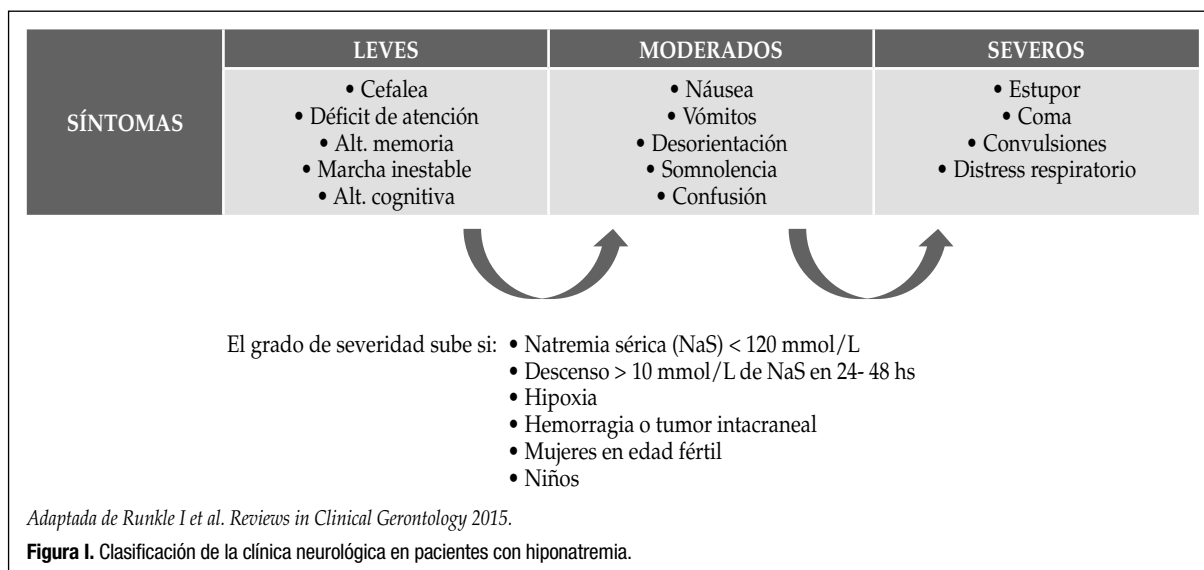 LEVES MODERADOS SEVEROS
SÍNTOMAS
• Cefalea
• Déficit de atención
• Alt. memoria
• Marcha inestable
• Alt. cognitiva
• Náusea
• Vómitos
• Desorientación
• Somnolencia
• Confusión
• Estupor
• Coma
• Convulsiones
• Distress respiratorio
El grado de severidad sube si: • Natremia sérica (NaS) < 120 mmol/L
• Descenso > 10 mmol/L de NaS en 24- 48 hs
• Hipoxia
• Hemorragia o tumor intacraneal
• Mujeres en edad fértil
• Niños
Adaptada de Runkle I et al. Reviews in Clinical Gerontology 2015.
Figura I. Clasificación de la clínica neurológica en pacientes con hiponatremia.